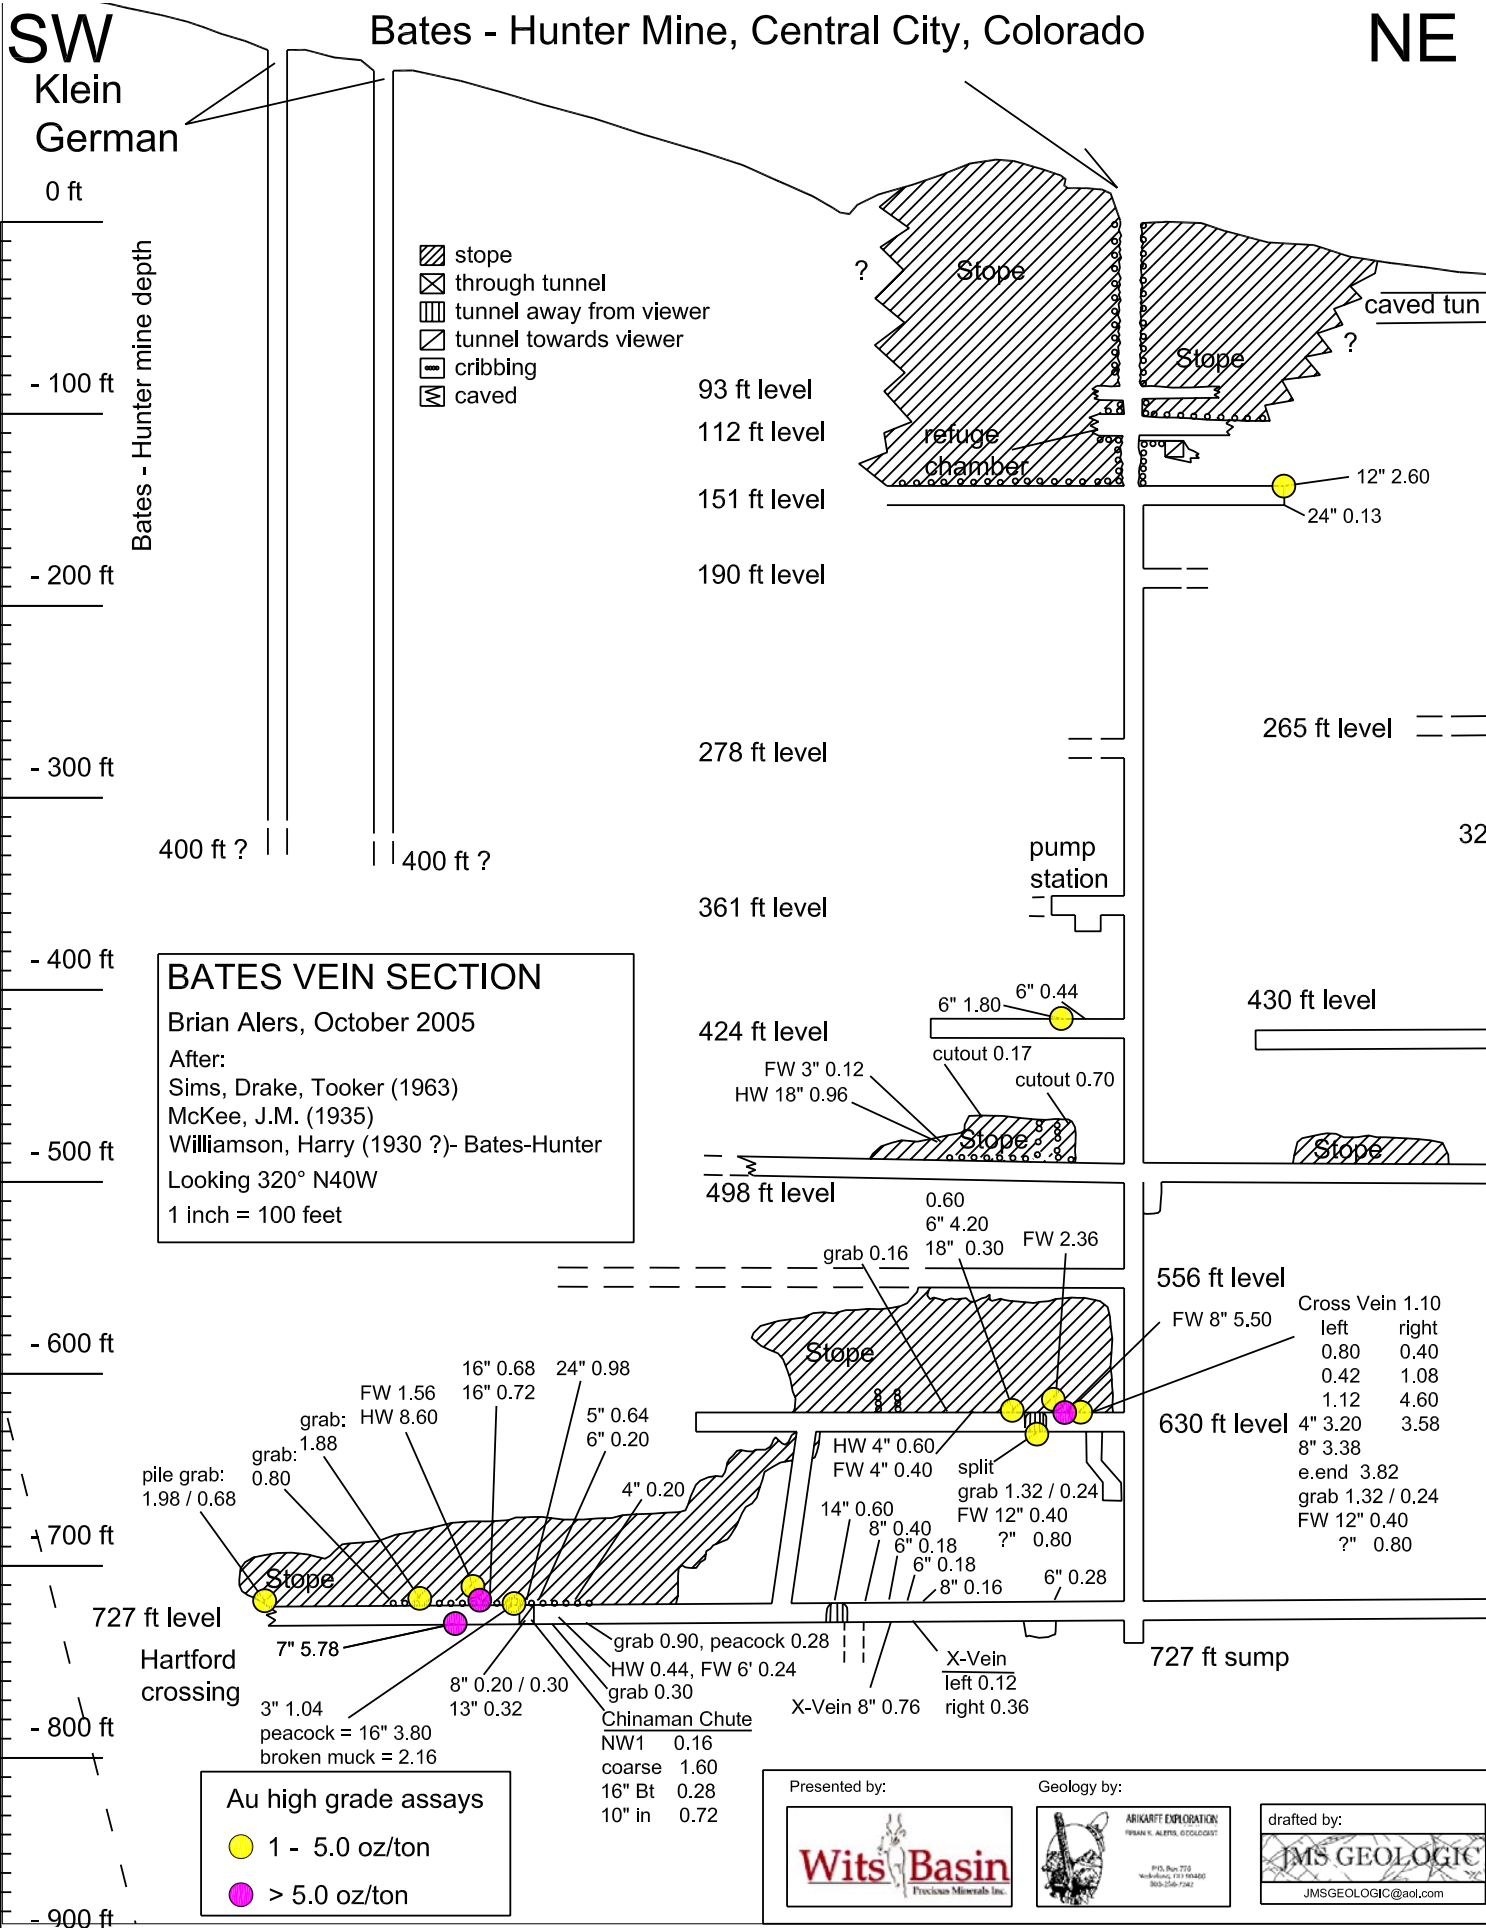 SW
Bates - Hunter Mine, Central City, Colorado
NE
Klein
German
0 ft
Bates - Hunter mine depth
- 100 ft
- 200 ft
- 300 ft
- 400 ft
- 500 ft
- 600 ft
- 700 ft
- 800 ft
- 900 ft
stope
through tunnel
tunnel away from viewer
tunnel towards viewer
cribbing
caved
Stope
?
Stope
?
caved tun
93 ft level
112 ft level
refuge
chamber
151 ft level
12" 2.60
24" 0.13
190 ft level
265 ft level
278 ft level
32
400 ft ?
400 ft ?
pump
station
361 ft level
BATES VEIN SECTION
Brian Alers, October 2005
After:
Sims, Drake, Tooker (1963)
McKee, J.M. (1935)
Williamson, Harry (1930 ?)- Bates-Hunter
Looking 320° N40W
1 inch = 100 feet
6" 1.80
6" 0.44
424 ft level
430 ft level
cutout 0.17
FW 3" 0.12
HW 18" 0.96
cutout 0.70
Stope
Stope
498 ft level
0.60
6" 4.20
18" 0.30
FW 2.36
grab 0.16
556 ft level
FW 8" 5.50
Stope
Cross Vein 1.10
left right
0.80 0.40
0.42 1.08
1.12 4.60
4" 3.20 3.58
8" 3.38
e.end 3.82
grab 1.32 / 0.24
FW 12" 0.40
?" 0.80
630 ft level
HW 4" 0.60
FW 4" 0.40
split
grab 1.32 / 0.24
FW 12" 0.40
?" 0.80
16" 0.68
16" 0.72
24" 0.98
FW 1.56
HW 8.60
grab:
1.88
grab:
0.80
pile grab:
1.98 / 0.68
5" 0.64
6" 0.20
4" 0.20
14" 0.60
8" 0.40
6" 0.18
6" 0.18
8" 0.16
6" 0.28
Stope
727 ft level
Hartford
crossing
7" 5.78
3" 1.04
peacock = 16" 3.80
broken muck = 2.16
8" 0.20 / 0.30
13" 0.32
grab 0.90, peacock 0.28
HW 0.44, FW 6' 0.24
grab 0.30
Chinaman Chute
NW1 0.16
coarse 1.60
16" Bt 0.28
10" in 0.72
X-Vein 8" 0.76
X-Vein
left 0.12
right 0.36
727 ft sump
Au high grade assays
1 - 5.0 oz/ton
> 5.0 oz/ton
Presented by:
Wits Basin
Precious Minerals Inc.
Geology by:
ARIKAREE EXPLORATION
BRIAN K. ALERS, GEOLOGIST
drafted by:
JMS GEOLOGIC
JMSGEOLOGIC@aol.com